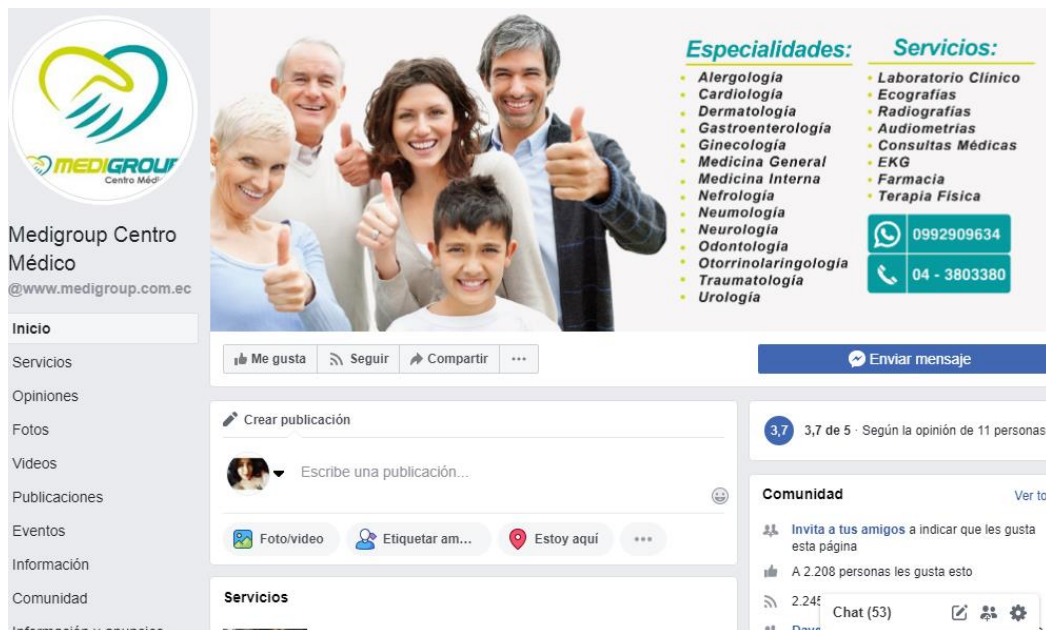 MEDIGROUP
Centro
Medigroup Centro
Médico
@www.medigroup.com.ec
Inicio
Servicios
Opiniones
Fotos
Videos
Publicaciones
Eventos
Información
Comunidad
Información y anuncios
Especialidades:
Alergología
Cardiología
Dermatología
Gastroenterología
Ginecología
Medicina General
Medicina Interna
Nefrología
Neumología
Neurología
Odontología
Otorrinolaringología
Traumatología
Urología
Servicios:
Laboratorio Clínico
Ecografías
Radiografías
Audiometrías
Consultas Médicas
EKG
Farmacia
Terapia Física
0992909634
04 - 3803380
Me gusta
Seguir
Compartir
Enviar mensaje
Crear publicación
Escribe una publicación...
Foto/video
Etiquetar am...
Estoy aquí
Servicios
3,7
3,7 de 5 · Según la opinión de 11 personas
Comunidad
Ver
Invita a tus amigos a indicar que les gusta
esta página
A 2.208 personas les gusta esto
Chat (53)